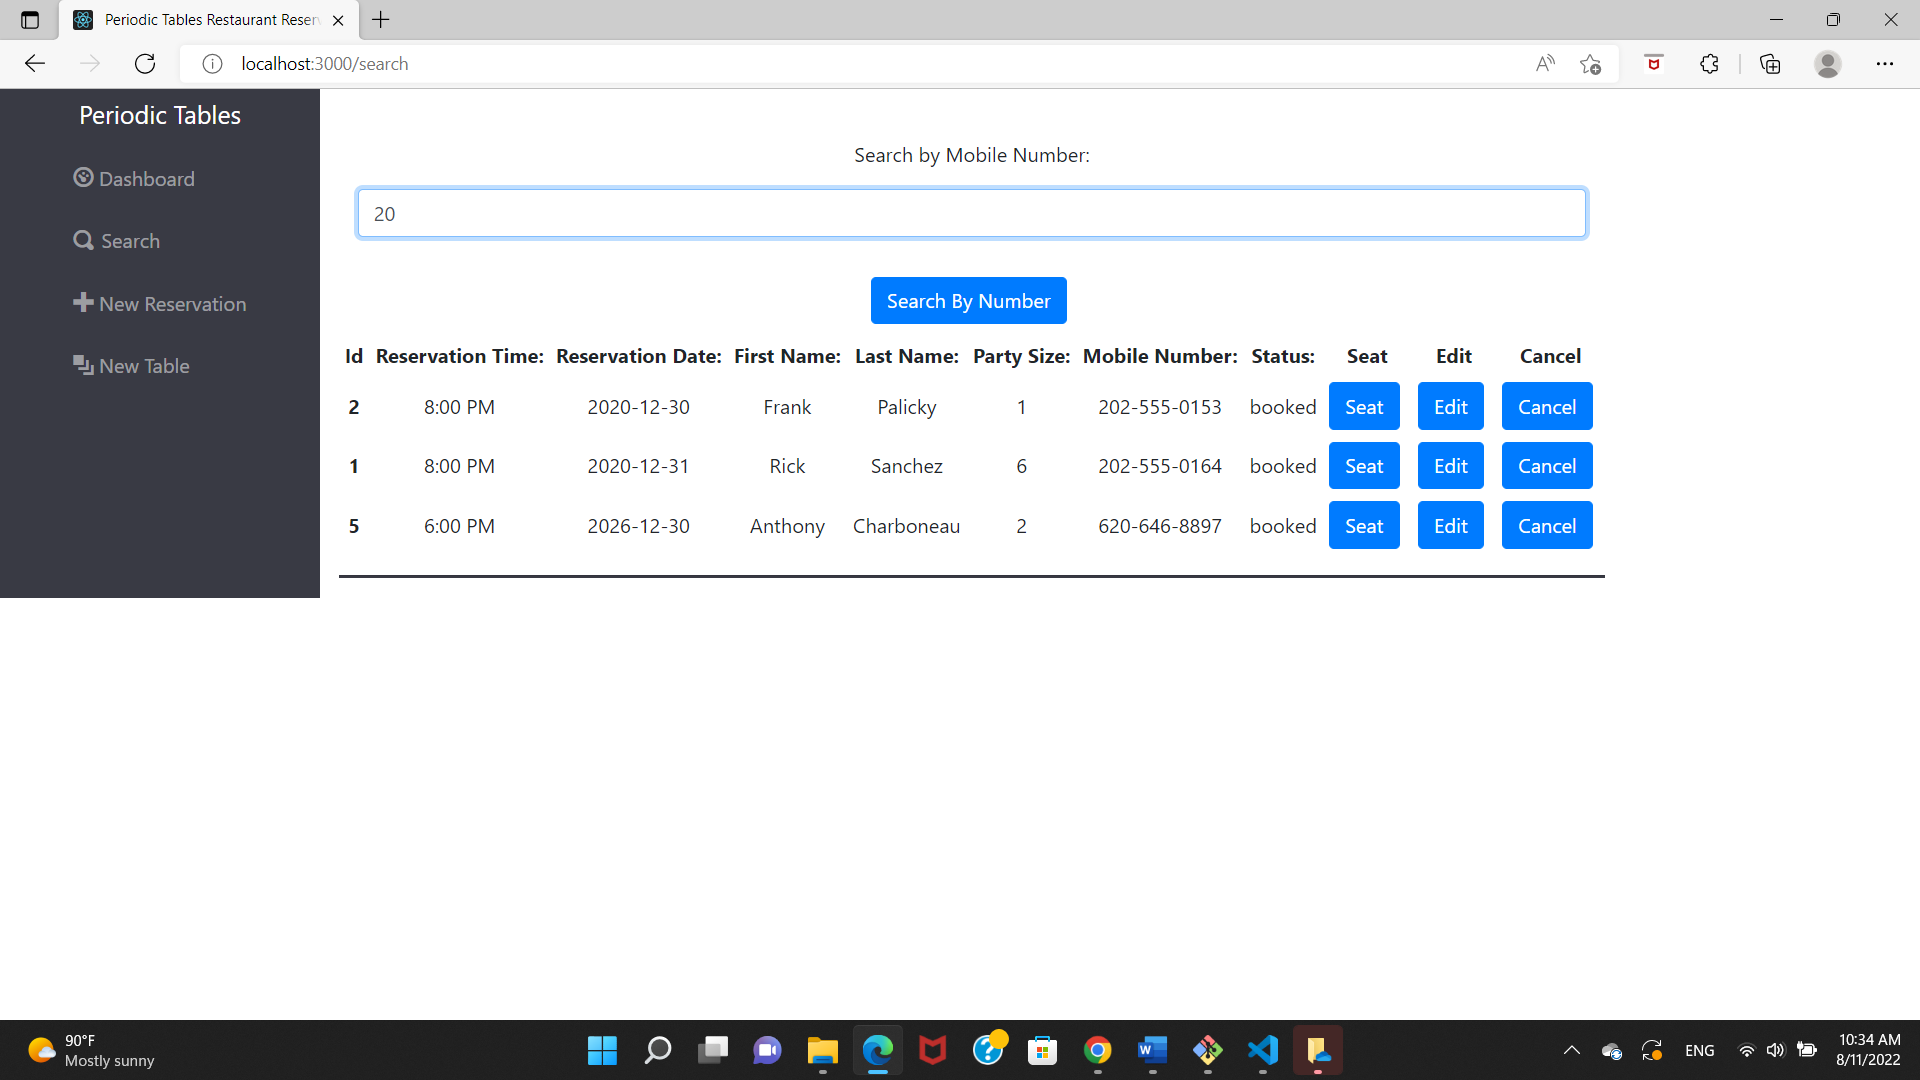 Periodic Tables Restaurant Reser
localhost:3000/search
Periodic Tables
Dashboard
Search
New Reservation
New Table
Search by Mobile Number:
20
Search By Number
Id Reservation Time: Reservation Date: First Name: Last Name: Party Size: Mobile Number: Status: Seat Edit Cancel
2 8:00 PM 2020-12-30 Frank Palicky 1 202-555-0153 booked Seat Edit Cancel
1 8:00 PM 2020-12-31 Rick Sanchez 6 202-555-0164 booked Seat Edit Cancel
5 6:00 PM 2026-12-30 Anthony Charboneau 2 620-646-8897 booked Seat Edit Cancel
90°F
Mostly sunny
ENG
10:34 AM
8/11/2022